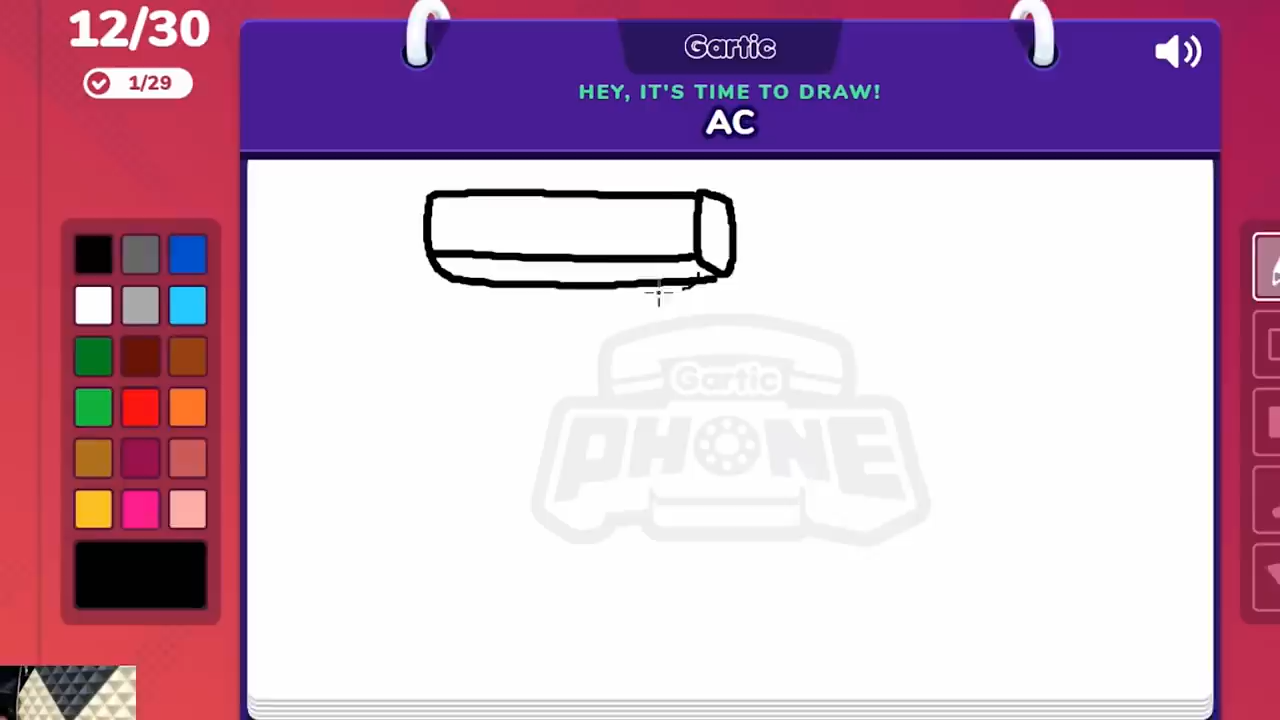 12/30
1/29
Gartic
HEY, IT'S TIME TO DRAW!
AC
Gartic
PHONE